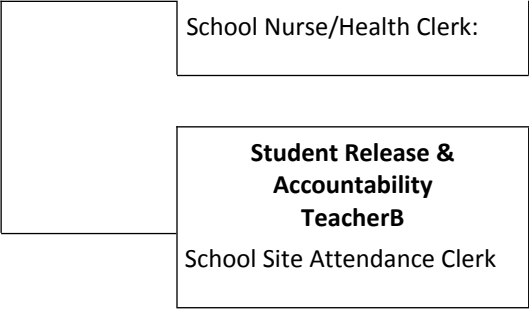 School Nurse/Health Clerk:
Student Release &
Accountability
TeacherB
School Site Attendance Clerk